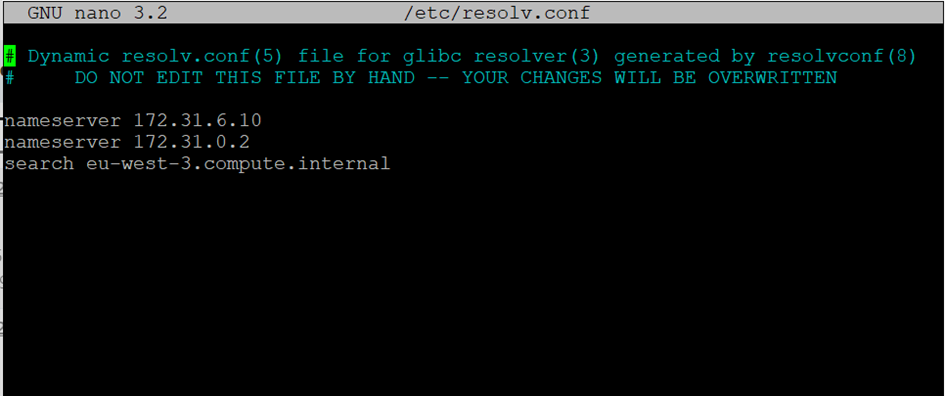 GNU nano 3.2 /etc/resolv.conf
# Dynamic resolv.conf(5) file for glibc resolver(3) generated by resolvconf(8)
# DO NOT EDIT THIS FILE BY HAND -- YOUR CHANGES WILL BE OVERWRITTEN
nameserver 172.31.6.10
nameserver 172.31.0.2
search eu-west-3.compute.internal